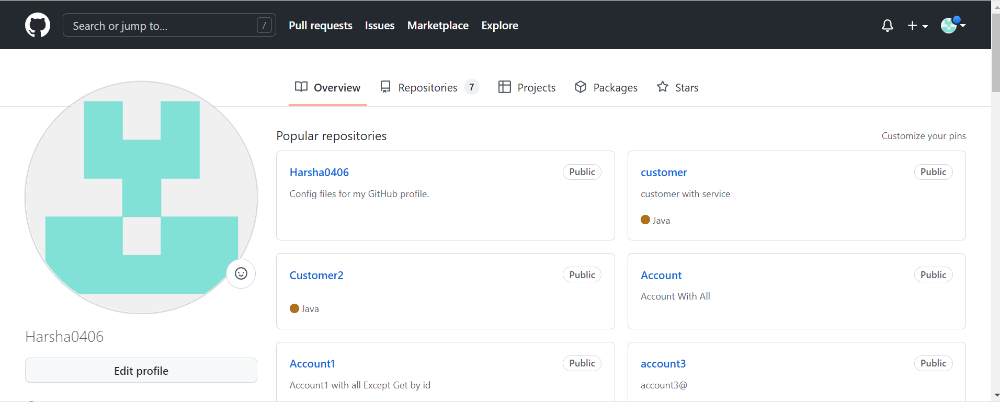 Search or jump to... /
Pull requests
Issues
Marketplace
Explore
Overview
Repositories 7
Projects
Packages
Stars
Harsha0406
Edit profile
Popular repositories
Customize your pins
Harsha0406
Public
Config files for my GitHub profile.
customer
Public
customer with service
Java
Customer2
Public
Java
Account
Public
Account With All
Account1
Public
Account1 with all Except Get by id
account3
Public
account3@